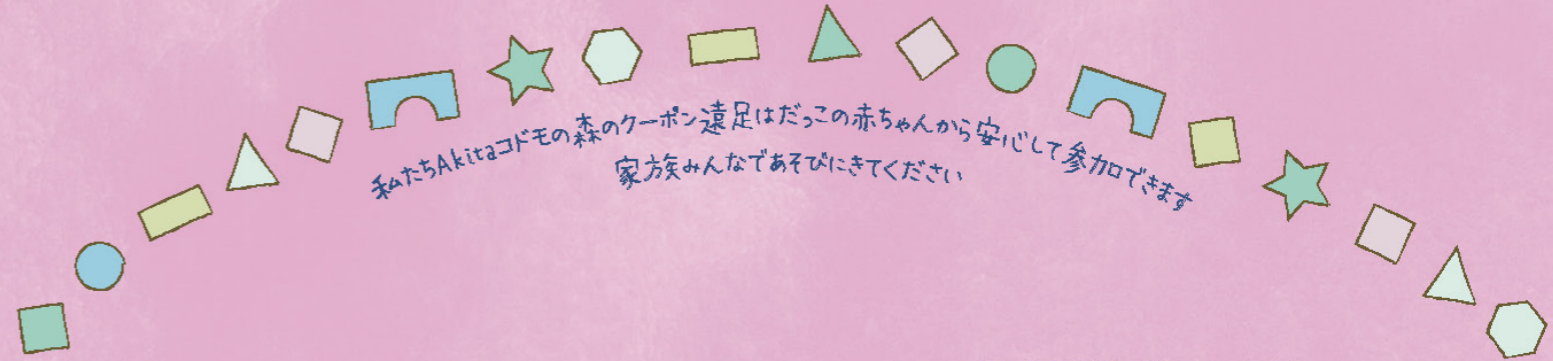 私たちAkitaコドモの森のクーポン遠足はだっこの赤ちゃんから安心して参加できます
家族みんなであそびにきてください